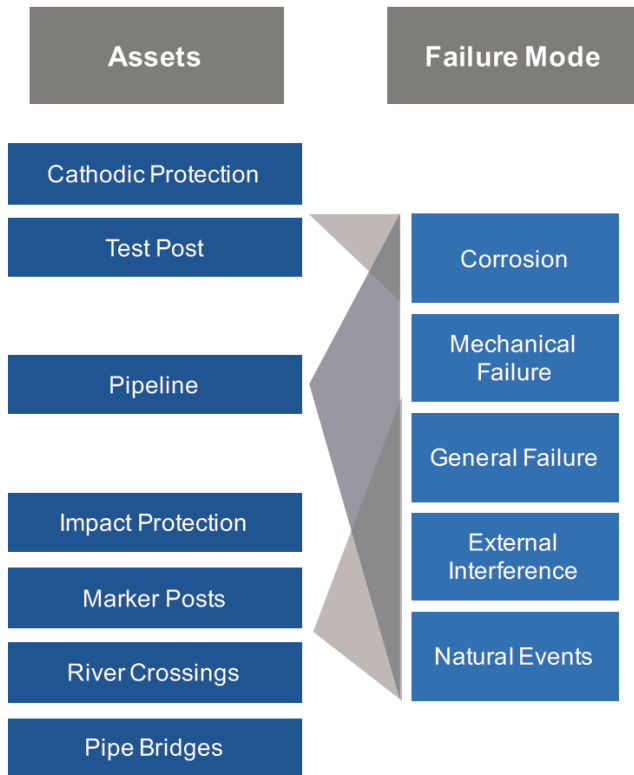 Assets
Failure Mode
Cathodic Protection
Test Post
Pipeline
Impact Protection
Marker Posts
River Crossings
Pipe Bridges
Corrosion
Mechanical
Failure
General Failure
External
Interference
Natural Events